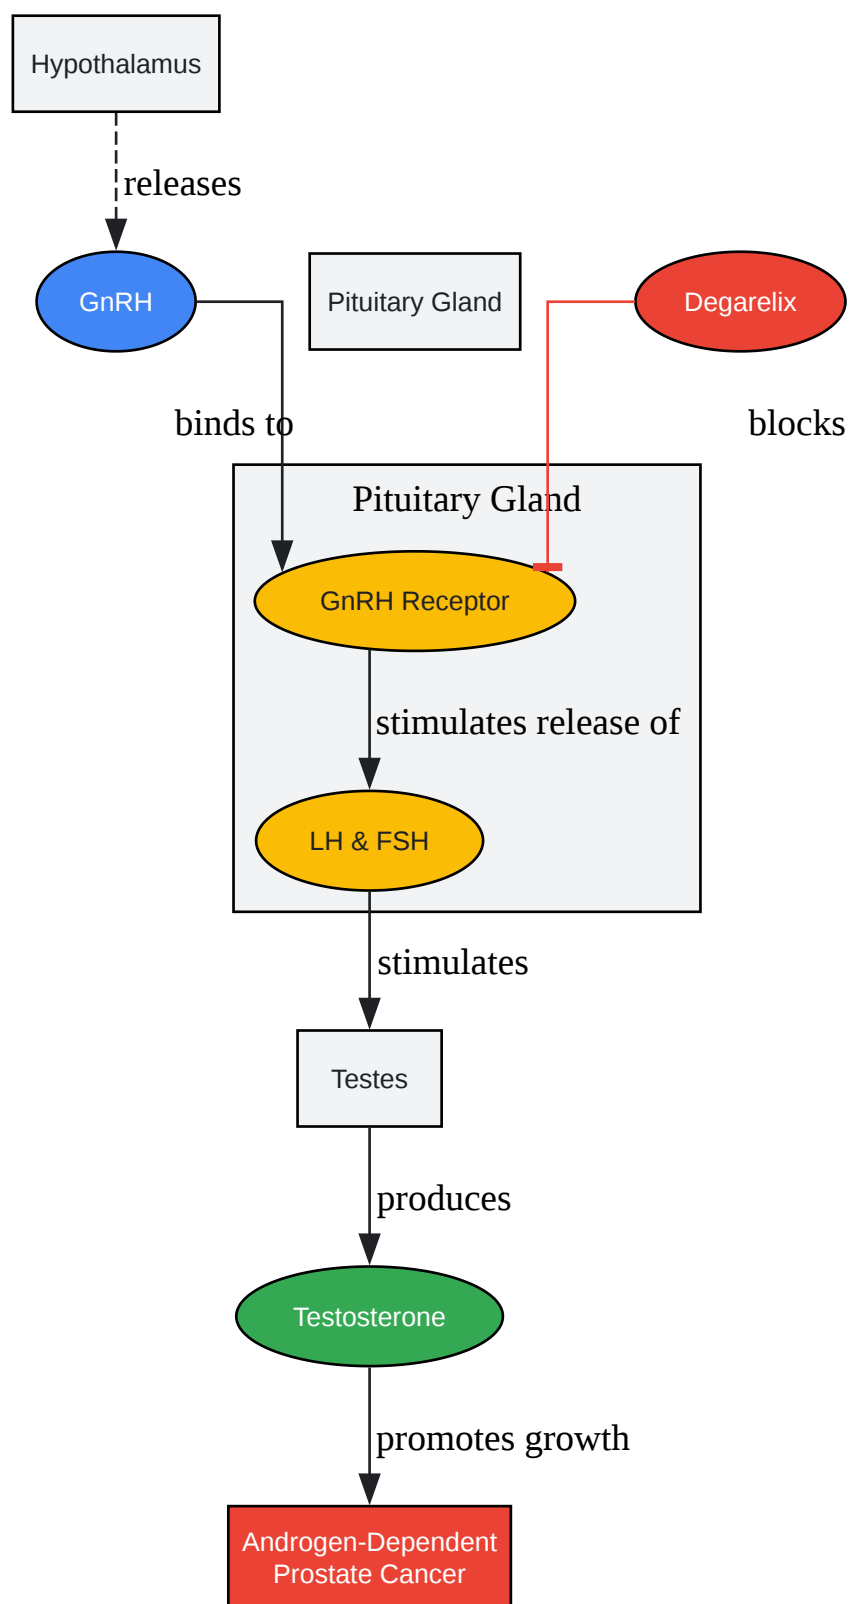 Hypothalamus
releases
GnRH
Pituitary Gland
Degarelix
binds to
blocks
Pituitary Gland
GnRH Receptor
stimulates release of
LH & FSH
stimulates
Testes
produces
Testosterone
promotes growth
Androgen-Dependent
Prostate Cancer